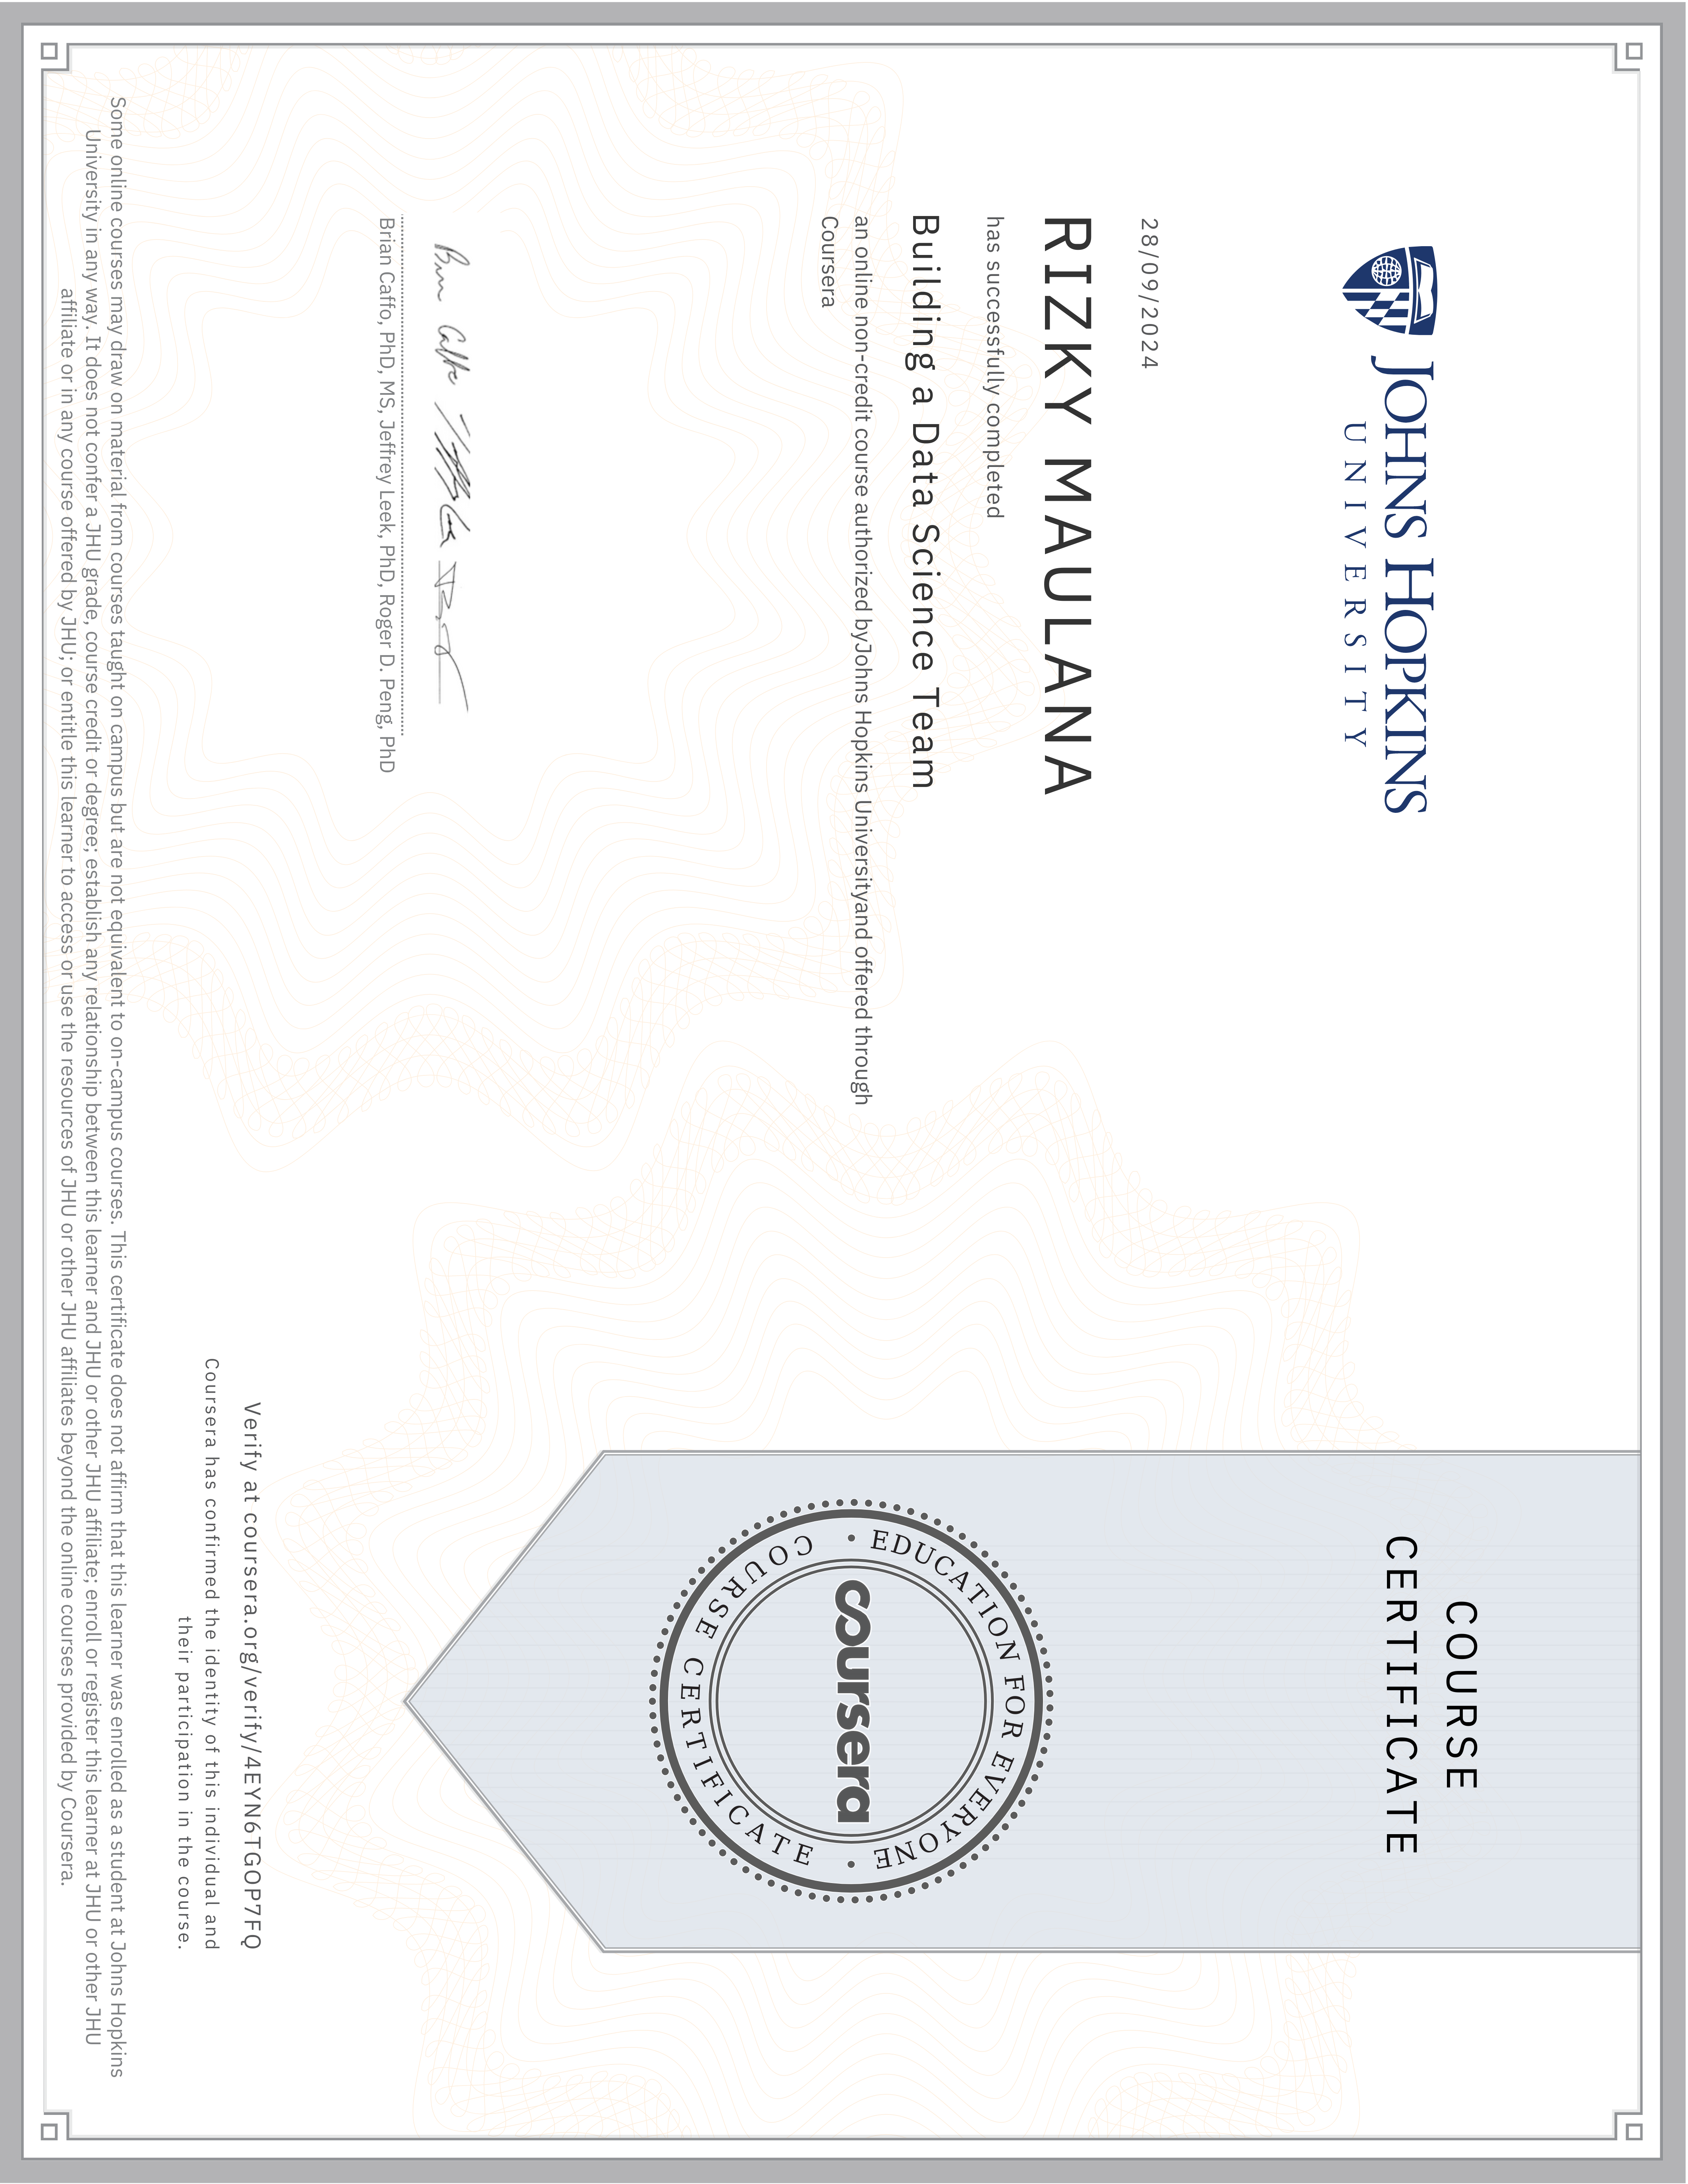 JOHNS HOPKINS
UNIVERSITY
28/09/2024
RIZKY MAULANA
has successfully completed
Building a Data Science Team
an online non-credit course authorized byJohns Hopkins Universityand offered through
Coursera
Brian Caffo, PhD, MS, Jeffrey Leek, PhD, Roger D. Peng, PhD
COURSE
CERTIFICATE
EDUCATION FOR EVERYONE
coursera
COURSE CERTIFICATE
Verify at coursera.org/verify/4EYN6TGOP7FQ
Coursera has confirmed the identity of this individual and
their participation in the course.
Some online courses may draw on material from courses taught on campus but are not equivalent to on-campus courses. This certificate does not affirm that this learner was enrolled as a student at Johns Hopkins
University in any way. It does not confer a JHU grade, course credit or degree; establish any relationship between this learner and JHU or other JHU affiliate; enroll or register this learner at JHU or other JHU
affiliate or in any course offered by JHU; or entitle this learner to access or use the resources of JHU or other JHU affiliates beyond the online courses provided by Coursera.